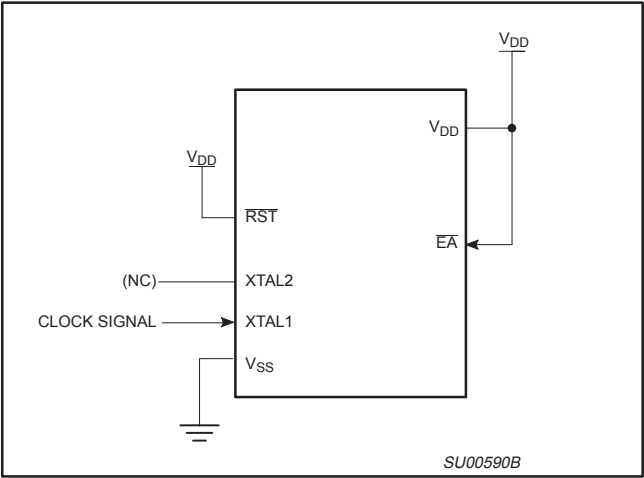 VDD
VDD
VDD
RST
EA
(NC)
XTAL2
CLOCK SIGNAL
XTAL1
VSS
SU00590B